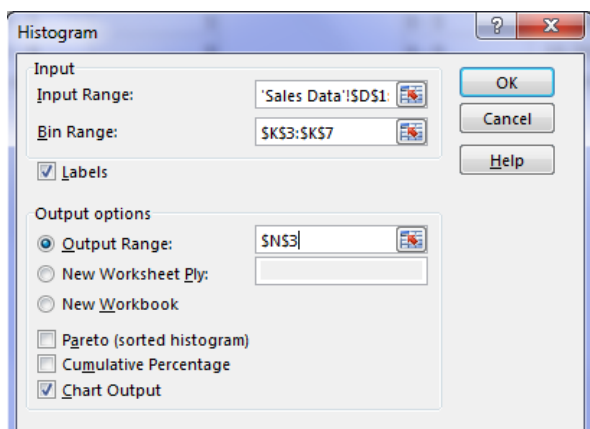 Histogram
Input
Input Range: 'Sales Data'!$D$1:
Bin Range: $K$3:$K$7
Labels
Output options
Output Range: $N$3
New Worksheet Ply:
New Workbook
Pareto (sorted histogram)
Cumulative Percentage
Chart Output
?
X
OK
Cancel
Help